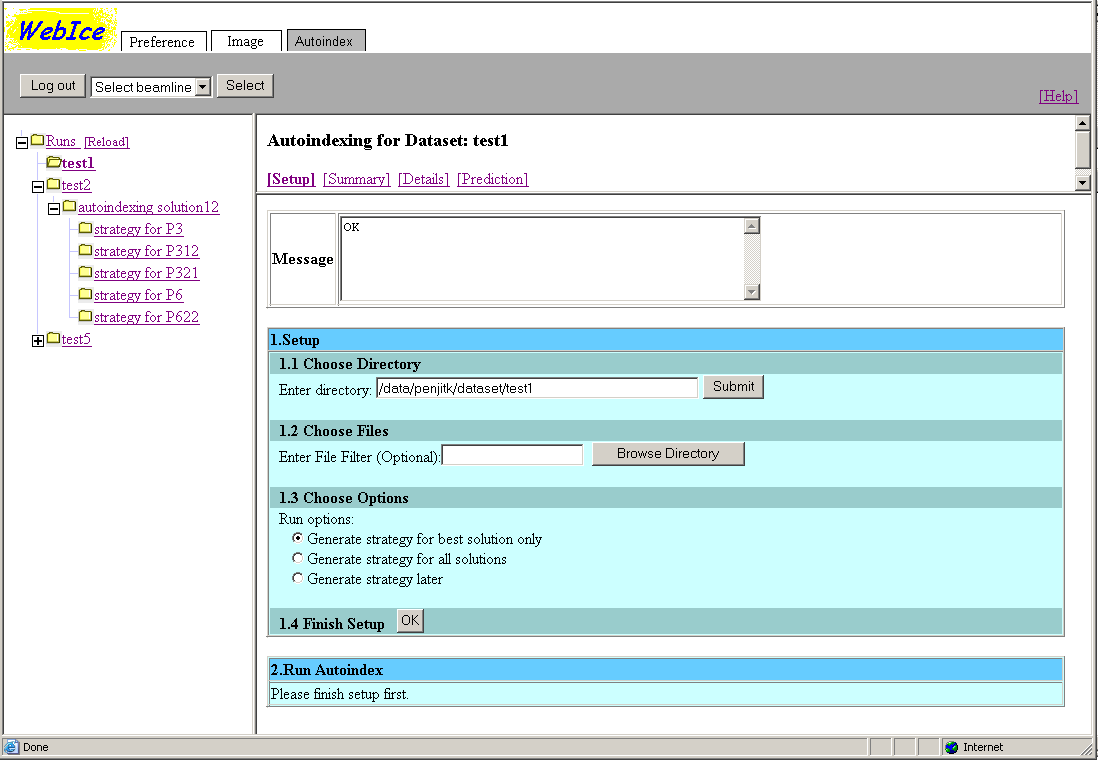 WebIce
Preference Image Autoindex
Log out Select beamline Select
[Help]
Runs [Reload]
test1
test2
autoindexing solution12
strategy for P3
strategy for P312
strategy for P321
strategy for P6
strategy for P622
test5
Autoindexing for Dataset: test1
[Setup] [Summary] [Details] [Prediction]
Message
OK
1.Setup
1.1 Choose Directory
Enter directory: /data/penjitk/dataset/test1 Submit
1.2 Choose Files
Enter File Filter (Optional): Browse Directory
1.3 Choose Options
Run options:
Generate strategy for best solution only
Generate strategy for all solutions
Generate strategy later
1.4 Finish Setup OK
2.Run Autoindex
Please finish setup first.
Done Internet